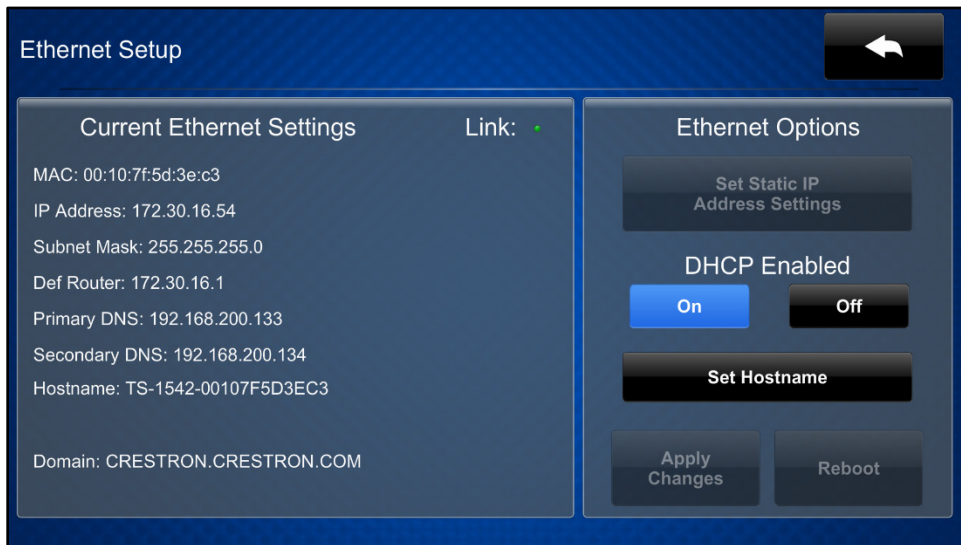 Ethernet Setup
Current Ethernet Settings
Link:
MAC: 00:10:7f:5d:3e:c3
IP Address: 172.30.16.54
Subnet Mask: 255.255.255.0
Def Router: 172.30.16.1
Primary DNS: 192.168.200.133
Secondary DNS: 192.168.200.134
Hostname: TS-1542-00107F5D3EC3
Domain: CRESTRON.CRESTRON.COM
Ethernet Options
Set Static IP
Address Settings
DHCP Enabled
On
Off
Set Hostname
Apply
Changes
Reboot